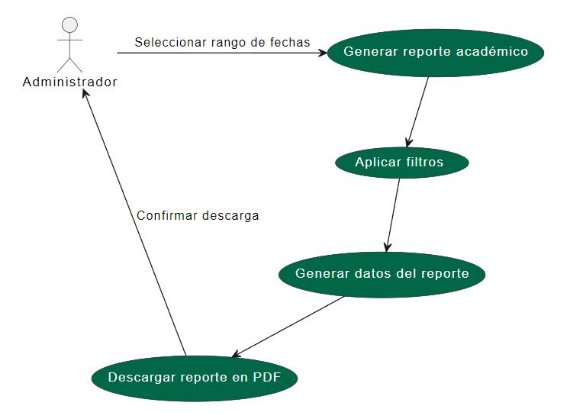 Seleccionar rango de fechas
Generar reporte académico
Administrador
Aplicar filtros
Confirmar descarga
Generar datos del reporte
Descargar reporte en PDF